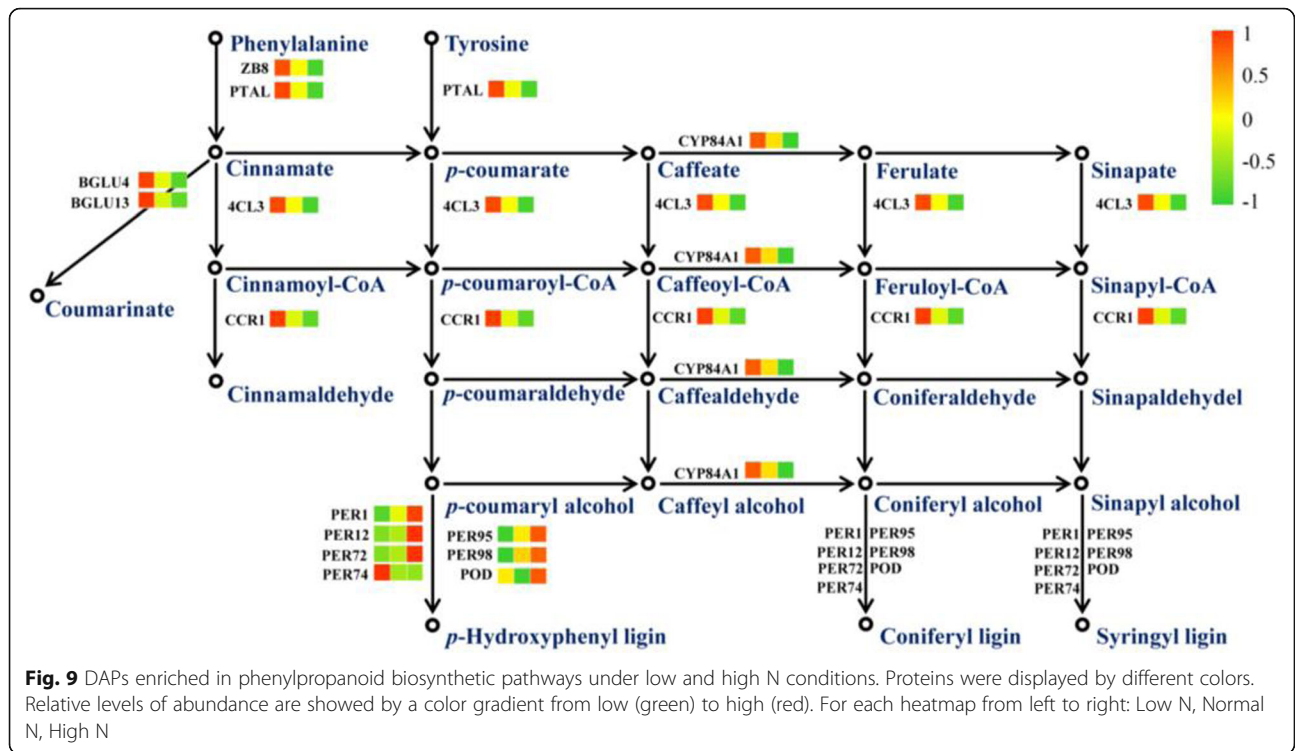 Phenylalanine
Tyrosine
ZB8
PTAL
PTAL
1
0.5
0
-0.5
-1
CYP84A1
Cinnamate
p-coumarate
Caffeate
Ferulate
Sinapate
BGLU4
BGLU13
4CL3
4CL3
4CL3
4CL3
4CL3
CYP84A1
Coumarinate
Cinnamoyl-CoA
p-coumaroyl-CoA
Caffeoyl-CoA
Feruloyl-CoA
Sinapyl-CoA
CCR1
CCR1
CCR1
CCR1
CCR1
CYP84A1
Cinnamaldehyde
p-coumaraldehyde
Caffealdehyde
Coniferaldehyde
Sinapaldehydel
CYP84A1
p-coumaryl alcohol
Caffeyl alcohol
Coniferyl alcohol
Sinapyl alcohol
PER1
PER12
PER72
PER74
PER95
PER98
POD
PER1 PER95
PER12 PER98
PER72 POD
PER74
PER1 PER95
PER12 PER98
PER72 POD
PER74
p-Hydroxyphenyl ligin
Coniferyl ligin
Syringyl ligin
Fig. 9 DAPs enriched in phenylpropanoid biosynthetic pathways under low and high N conditions. Proteins were displayed by different colors.
Relative levels of abundance are showed by a color gradient from low (green) to high (red). For each heatmap from left to right: Low N, Normal
N, High N